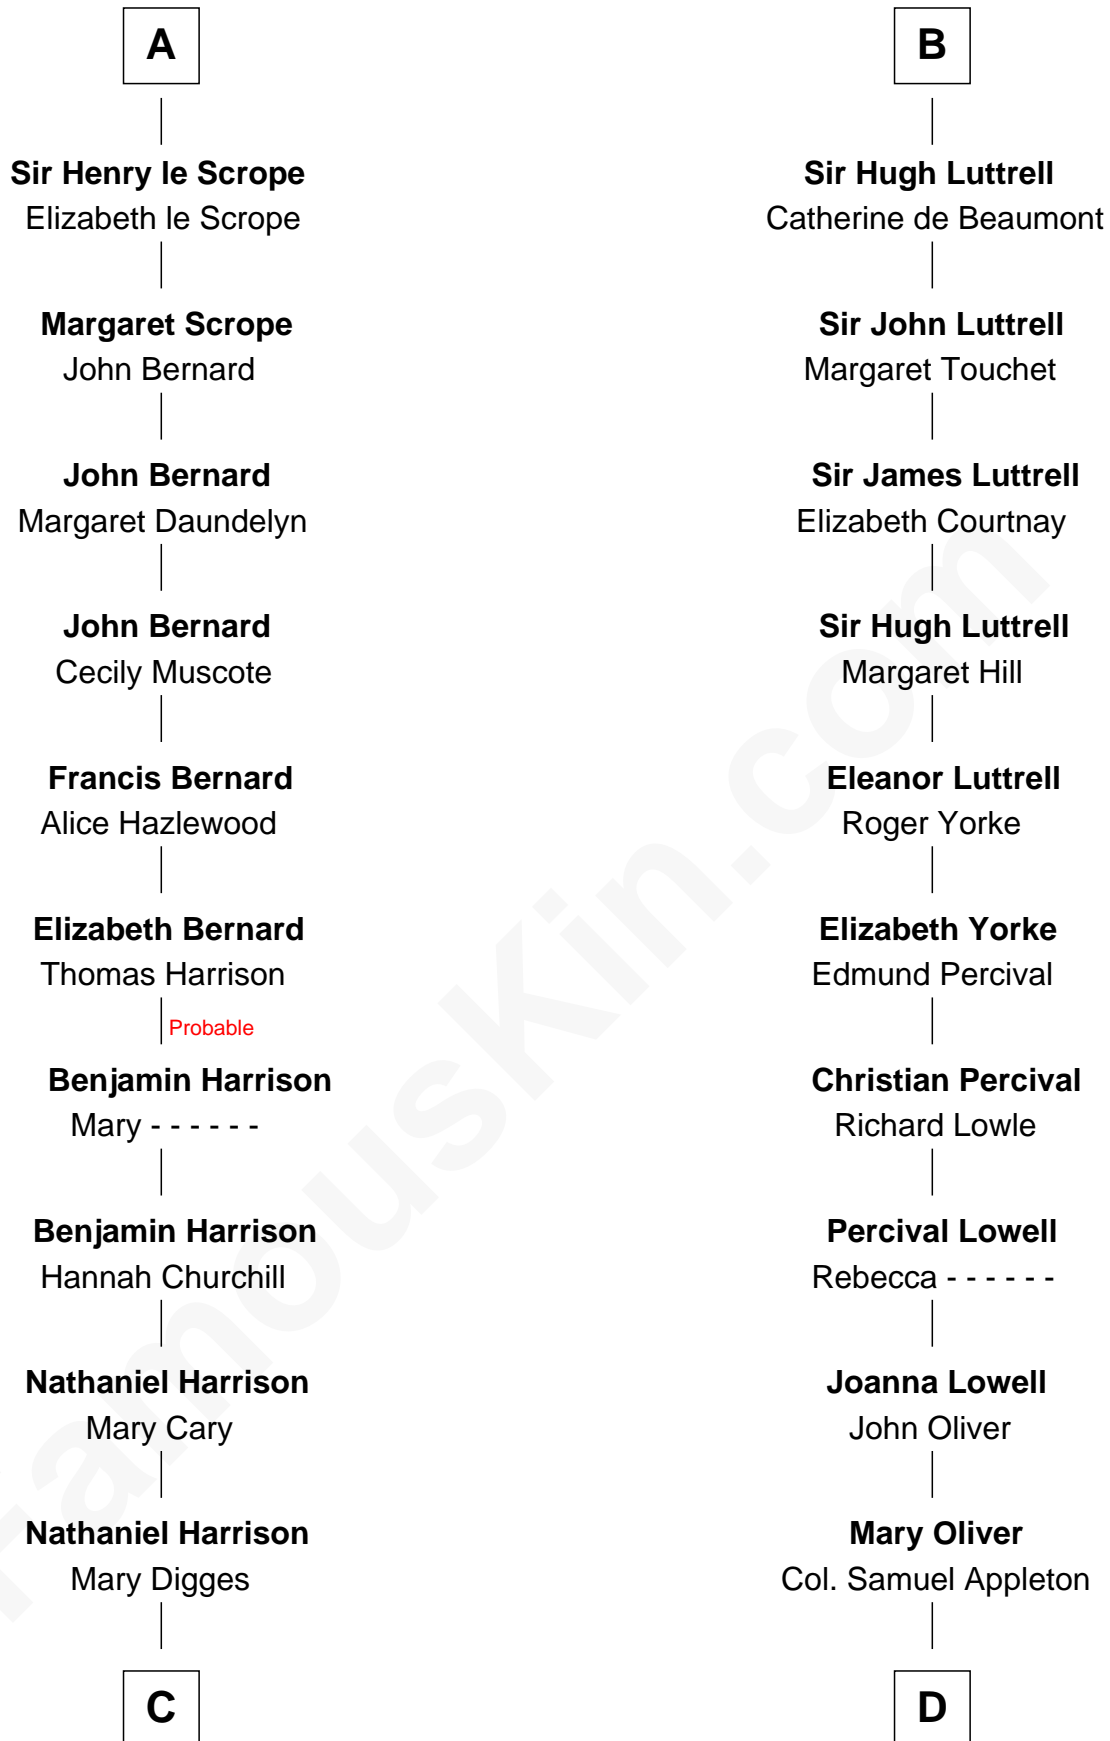 A
Sir Henry le Scrope
Elizabeth le Scrope
Margaret Scrope
John Bernard
John Bernard
Margaret Daundelyn
John Bernard
Cecily Muscote
Francis Bernard
Alice Hazlewood
Elizabeth Bernard
Thomas Harrison
Probable
Benjamin Harrison
Mary - - - - - -
Benjamin Harrison
Hannah Churchill
Nathaniel Harrison
Mary Cary
Nathaniel Harrison
Mary Digges
C
B
Sir Hugh Luttrell
Catherine de Beaumont
Sir John Luttrell
Margaret Touchet
Sir James Luttrell
Elizabeth Courtnay
Sir Hugh Luttrell
Margaret Hill
Eleanor Luttrell
Roger Yorke
Elizabeth Yorke
Edmund Percival
Christian Percival
Richard Lowle
Percival Lowell
Rebecca - - - - - -
Joanna Lowell
John Oliver
Mary Oliver
Col. Samuel Appleton
D
FamousKin.com